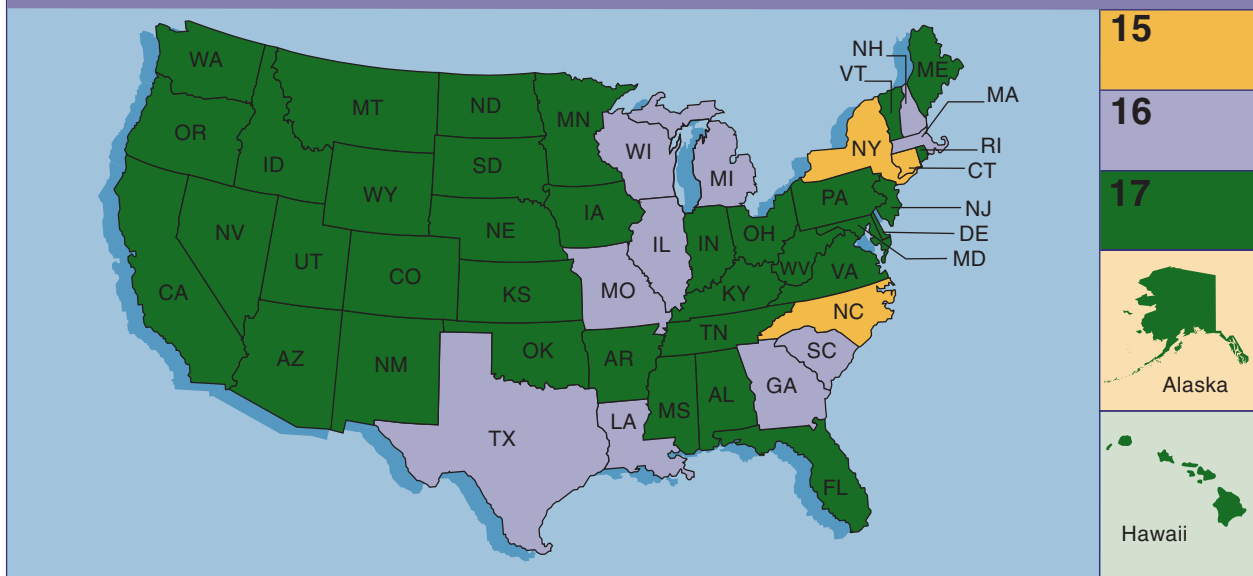 WA
OR
CA
NV
ID
MT
WY
UT
AZ
CO
NM
ND
SD
NE
KS
OK
TX
MN
IA
MO
AR
LA
WI
IL
MI
IN
OH
KY
TN
MS
AL
GA
FL
SC
NC
VA
WV
PA
NY
VT
NH
ME
MA
RI
CT
NJ
DE
MD
15
16
17
Alaska
Hawaii